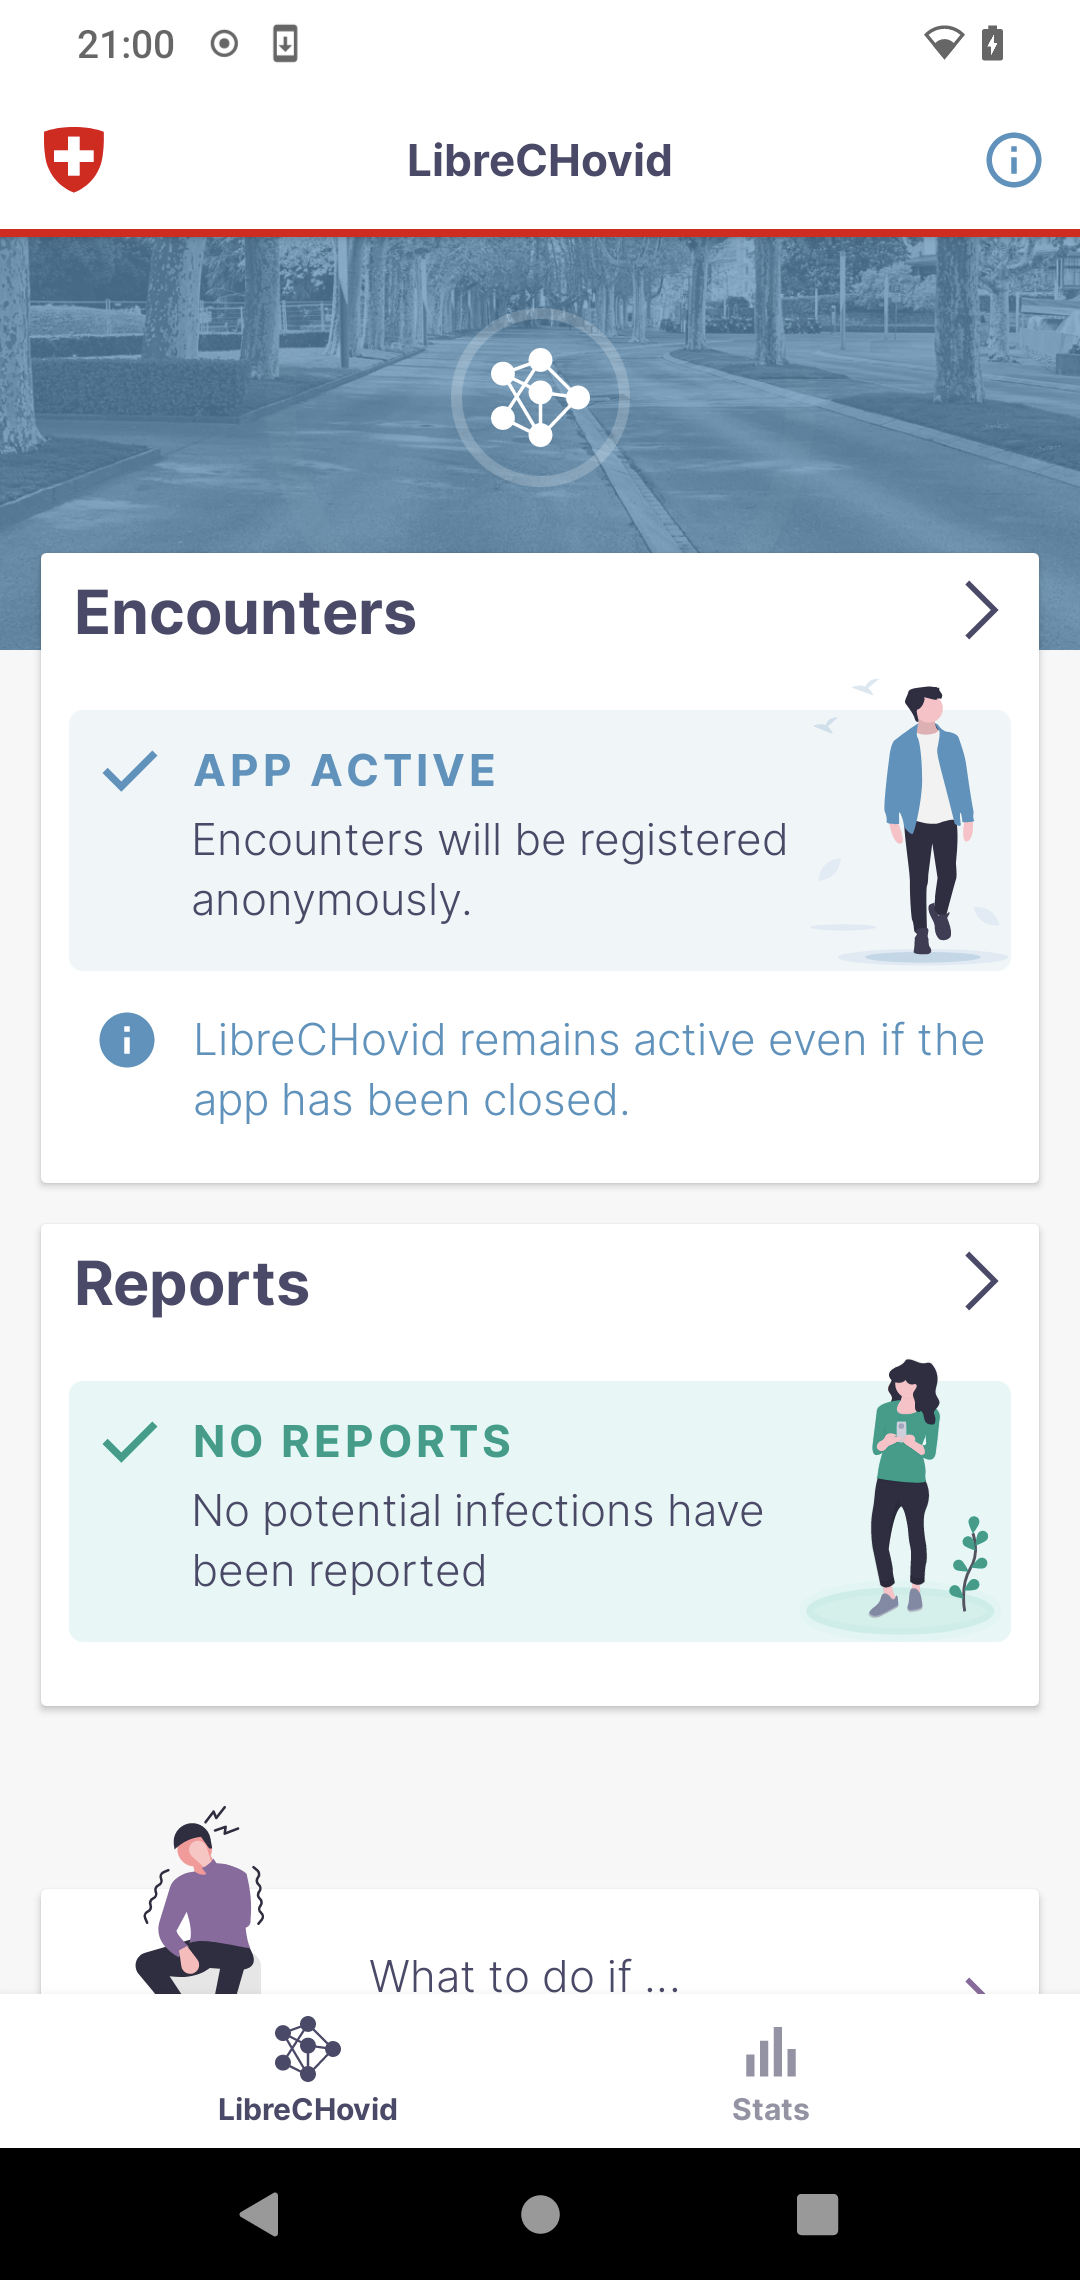 21:00
LibreCHovid
Encounters
APP ACTIVE
Encounters will be registered
anonymously.
LibreCHovid remains active even if the
app has been closed.
Reports
NO REPORTS
No potential infections have
been reported
What to do if ...
LibreCHovid
Stats